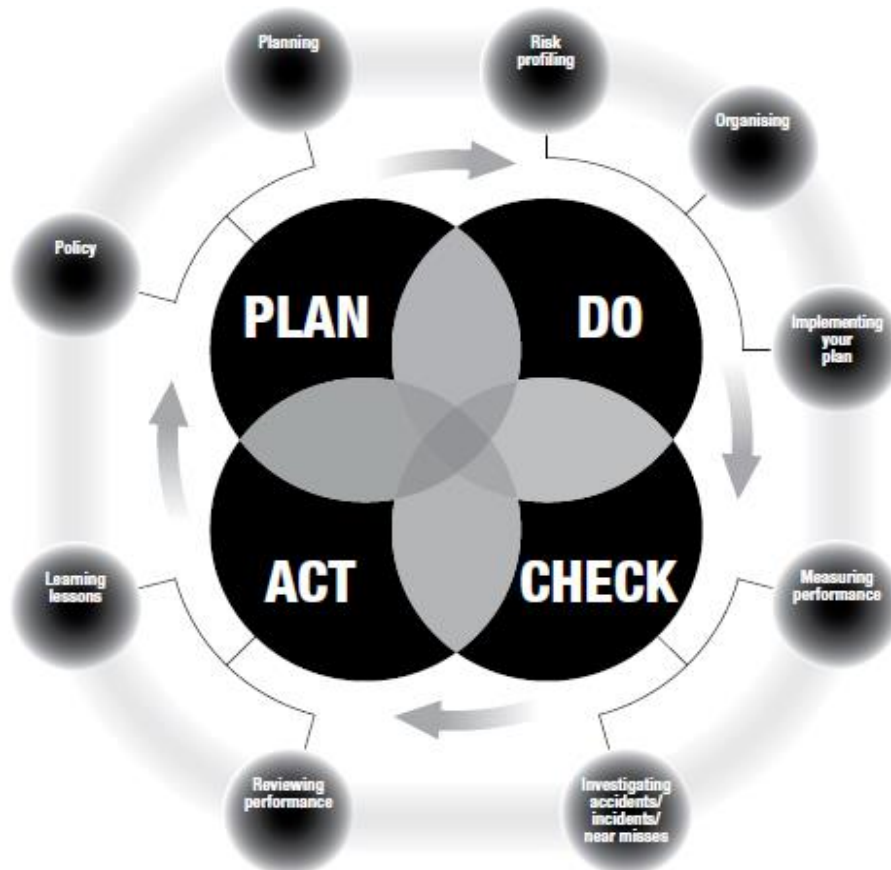 Planning
Risk
profiling
Organising
Policy
PLAN
DO
Implementing
your
plan
Learning
lessons
ACT
CHECK
Measuring
performance
Reviewing
performance
Investigating
accidents/
incidents/
near misses